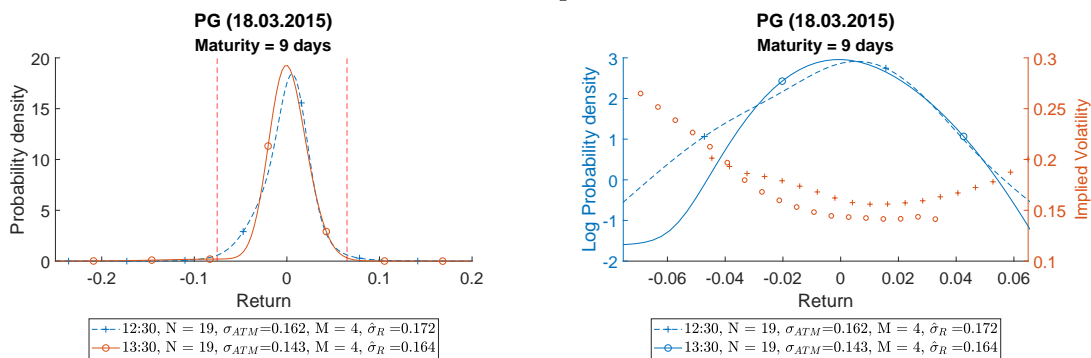 PG (18.03.2015)
Maturity = 9 days
20
15
10
5
0
Probability density
-0.2
-0.1
0
0.1
0.2
Return
12:30, N = 19, σ_ATM=0.162, M = 4, σ̂_R =0.172
13:30, N = 19, σ_ATM=0.143, M = 4, σ̂_R =0.164
PG (18.03.2015)
Maturity = 9 days
3
2
1
0
-1
-2
Log Probability density
0.3
0.25
0.2
0.15
0.1
Implied Volatility
-0.06
-0.04
-0.02
0
0.02
0.04
0.06
Return
12:30, N = 19, σ_ATM=0.162, M = 4, σ̂_R =0.172
13:30, N = 19, σ_ATM=0.143, M = 4, σ̂_R =0.164